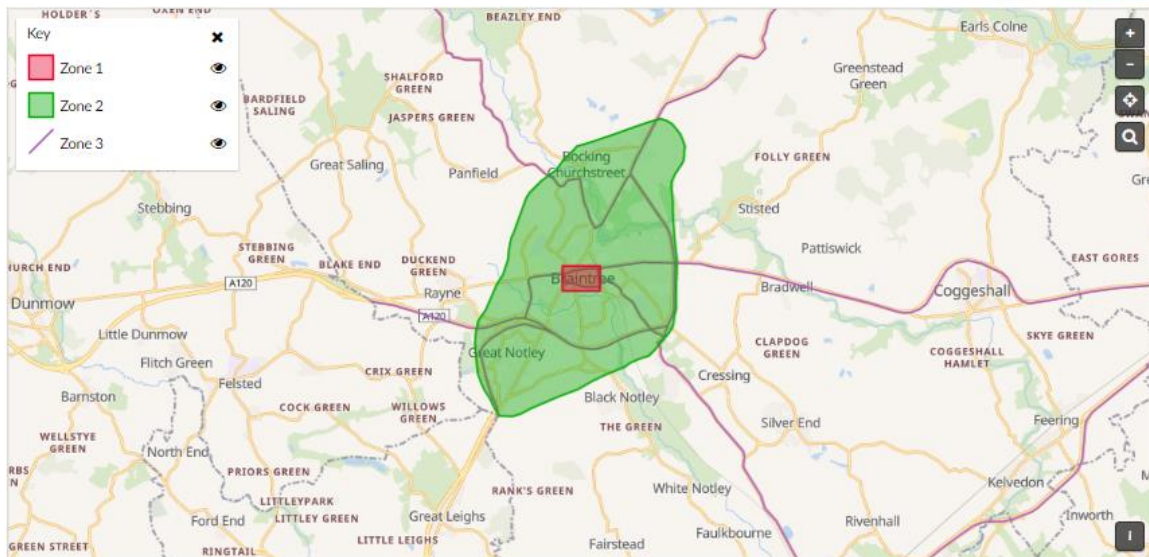 HOLDER'S
OXEN END
GREEN
BEAZLEY END
Earls Colne
Key
Zone 1
Zone 2
Zone 3
SHALFORD
GREEN
Greenstead
Green
BARDFIELD
SALING
JASPERS GREEN
Great Saling
Panfield
Bocking
Churchstreet
FOLLY GREEN
Gre
Stebbing
Stisted
STEBBING
GREEN
BLAKE END
DUCKEND
GREEN
Pattiswick
EAST GORES
CHURCH END
A120
Rayne
Braintree
Bradwell
Coggeshall
Dunmow
A120
Little Dunmow
SKYE GREEN
Flitch Green
Great Notley
CLAPDOG
GREEN
COGGESHALL
HAMLET
Felsted
CRIX GREEN
Cressing
Barnston
COCK GREEN
WILLOWS
GREEN
Black Notley
Silver End
Feering
WELLSTYE
GREEN
THE GREEN
North End
PRIORS GREEN
RANK'S GREEN
White Notley
Kelvedon
LITTLEYPARK
LITTLEY GREEN
Ford End
Great Leighs
Rivenhall
Inworth
GREEN STREET
RINGTAIL
LITTLE LEIGHS
Fairstead
Faulkbourne